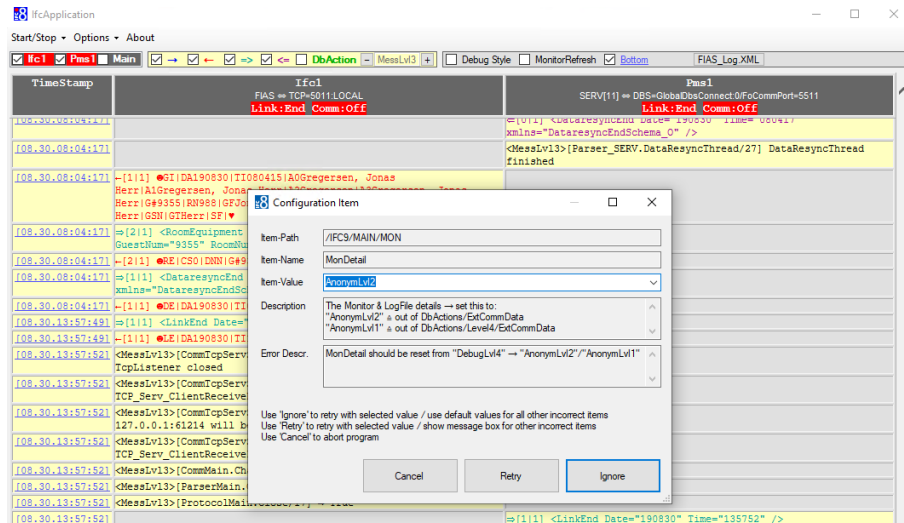 IfcApplication
Start/Stop Options About
Ifc1 Pms1 Main → ← => <= DbAction - MessLvl3 + Debug Style MonitorRefresh Bottom FIAS_Log.XML
TimeStamp Ifc1 Pms1
FIAS ⇔ TCP=5011:LOCAL SERV[11] ⇔ DBS=GlobalDbsConnect:0/FoCommPort=5511
Link:End Comm:Off Link:End Comm:Off
[08.30.08:04:17] ⇐[0|1] <DataresyncEnd Date="190830" Time="080417"
xmlns="DataresyncEndSchema_O" />
[08.30.08:04:17] <MessLvl3>[Parser_SERV.DataResyncThread/27] DataResyncThread
finished
[08.30.08:04:17] ←[1|1] ☻GI|DA190830|TI080415|A0Gregersen, Jonas
Herr|A1Gregersen, Jonas
Herr|G#9355|RN988|GFJo
Herr|GSN|GTHerr|SF|♥
[08.30.08:04:17] ⇒[2|1] <RoomEquipment
GuestNum="9355" RoomNu
[08.30.08:04:17] ←[2|1] ☻RE|CS0|DNN|G#9
[08.30.08:04:17] ⇒[1|1] <DataresyncEnd
xmlns="DataresyncEndSc
[08.30.08:04:17] ←[1|1] ☻DE|DA190830|TI
[08.30.13:57:49] ⇒[1|1] <LinkEnd Date="
[08.30.13:57:49] ←[1|1] ☻LE|DA190830|TI
[08.30.13:57:52] <MessLvl3>[CommTcpServ
TcpListener closed
[08.30.13:57:52] <MessLvl3>[CommTcpServ
TCP_Serv_ClientReceive
[08.30.13:57:52] <MessLvl3>[CommTcpServ
127.0.0.1:61214 will b
[08.30.13:57:52] <MessLvl3>[CommTcpServ
TCP_Serv_ClientReceive
[08.30.13:57:52] <MessLvl3>[CommMain.Ch
[08.30.13:57:52] <MessLvl3>[ParserMain.
[08.30.13:57:52] <MessLvl3>[ProtocolMain
[08.30.13:57:52] ⇒[1|1] <LinkEnd Date="190830" Time="135752" />
Configuration Item
Item-Path /IFC9/MAIN/MON
Item-Name MonDetail
Item-Value AnonymLvl2
Description The Monitor & LogFile details → set this to:
"AnonymLvl2" ≙ out of DbActions/ExtCommData
"AnonymLvl1" ≙ out of DbActions/Level4/ExtCommData
Error Descr. MonDetail should be reset from "DebugLvl4" → "AnonymLvl2"/"AnonymLvl1"
Use 'Ignore' to retry with selected value / use default values for all other incorrect items
Use 'Retry' to retry with selected value / show message box for other incorrect items
Use 'Cancel' to abort program
Cancel Retry Ignore